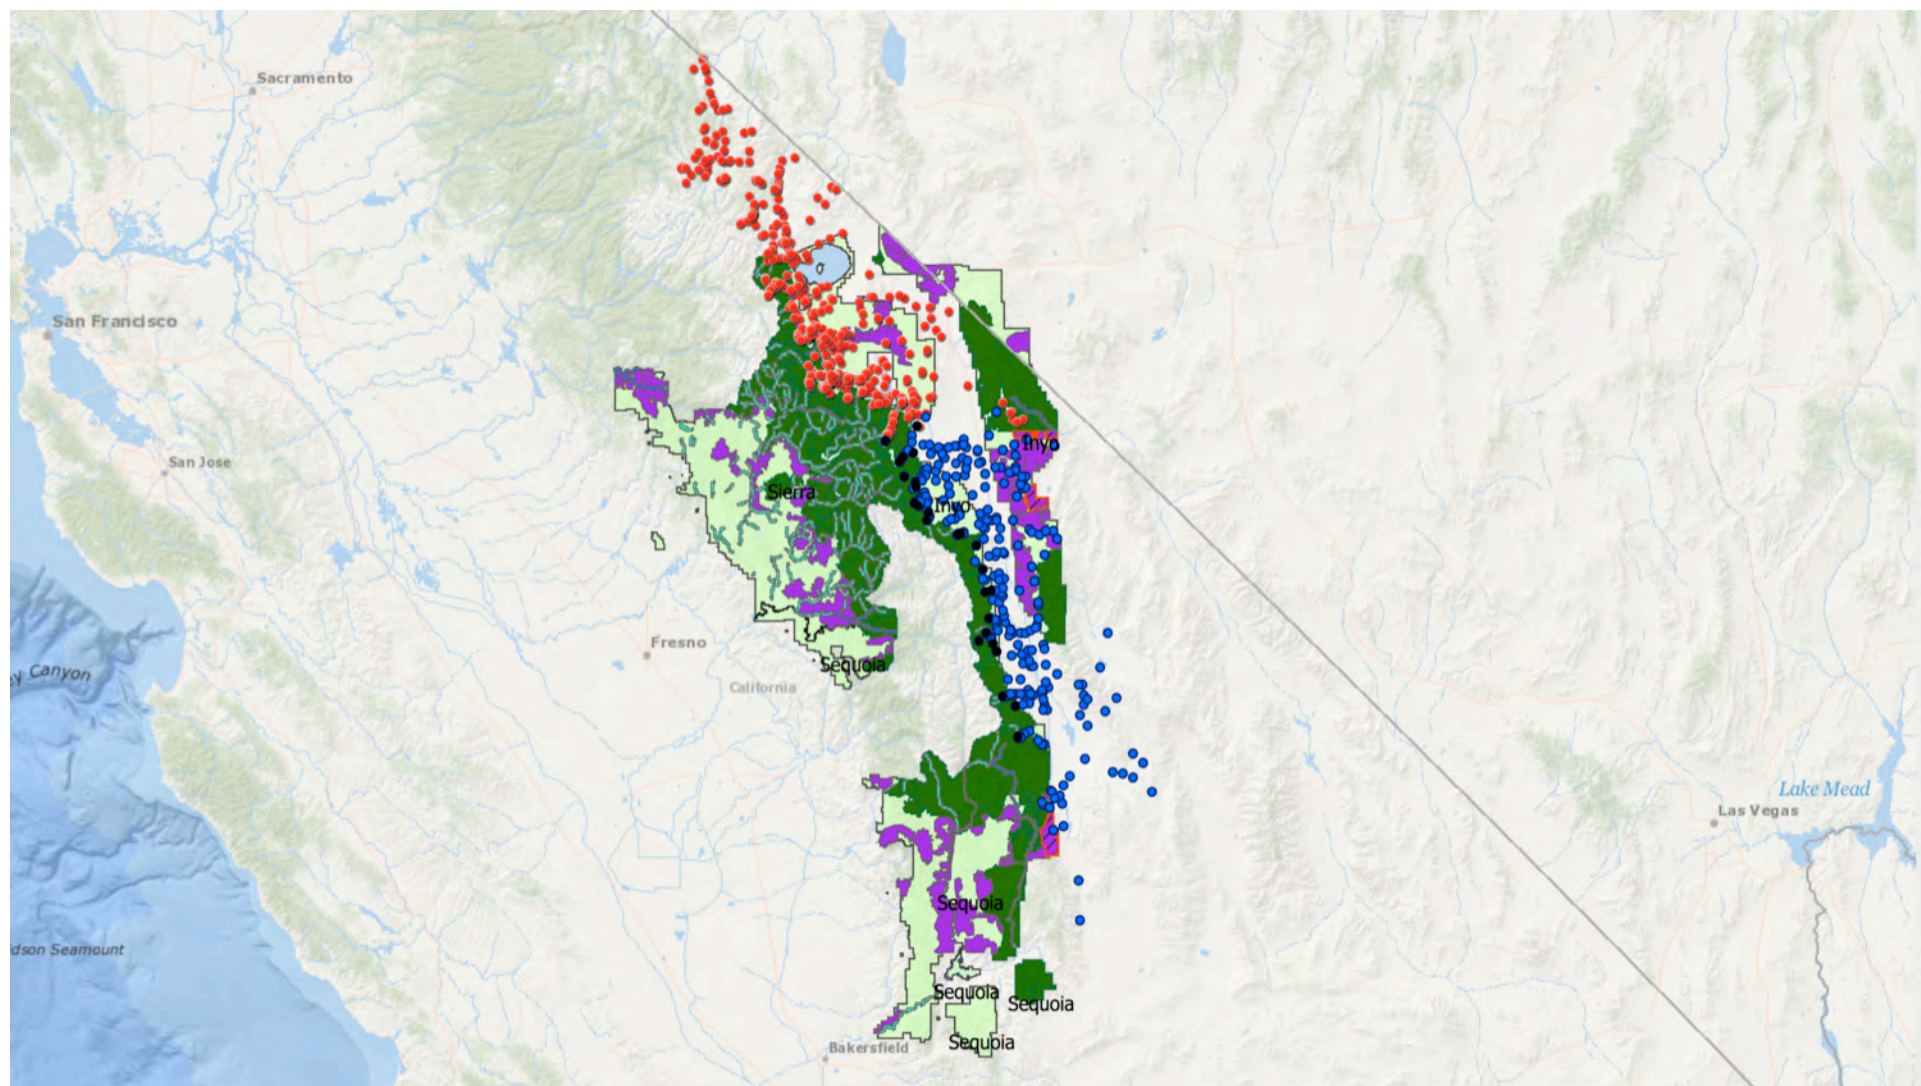 Sacramento
San Francisco
San Jose
Inyo
Sierra
Inyo
Fresno
Sequoia
California
ey Canyon
Lake Mead
Las Vegas
Sequoia
dson Seamount
Sequoia
Sequoia
Sequoia
Bakersfield